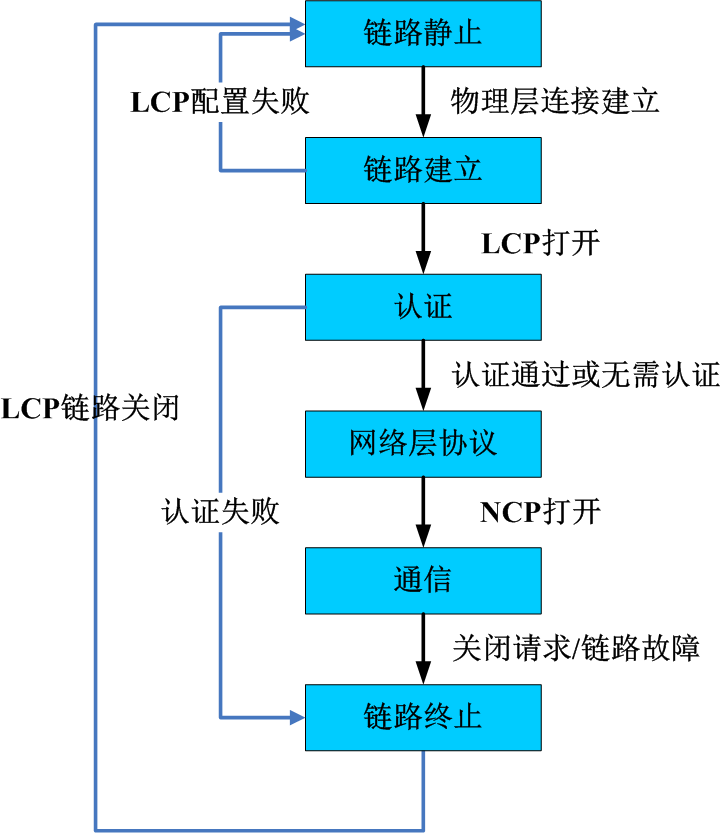 链路静止
LCP配置失败
物理层连接建立
链路建立
LCP打开
认证
认证通过或无需认证
LCP链路关闭
网络层协议
认证失败
NCP打开
通信
关闭请求/链路故障
链路终止